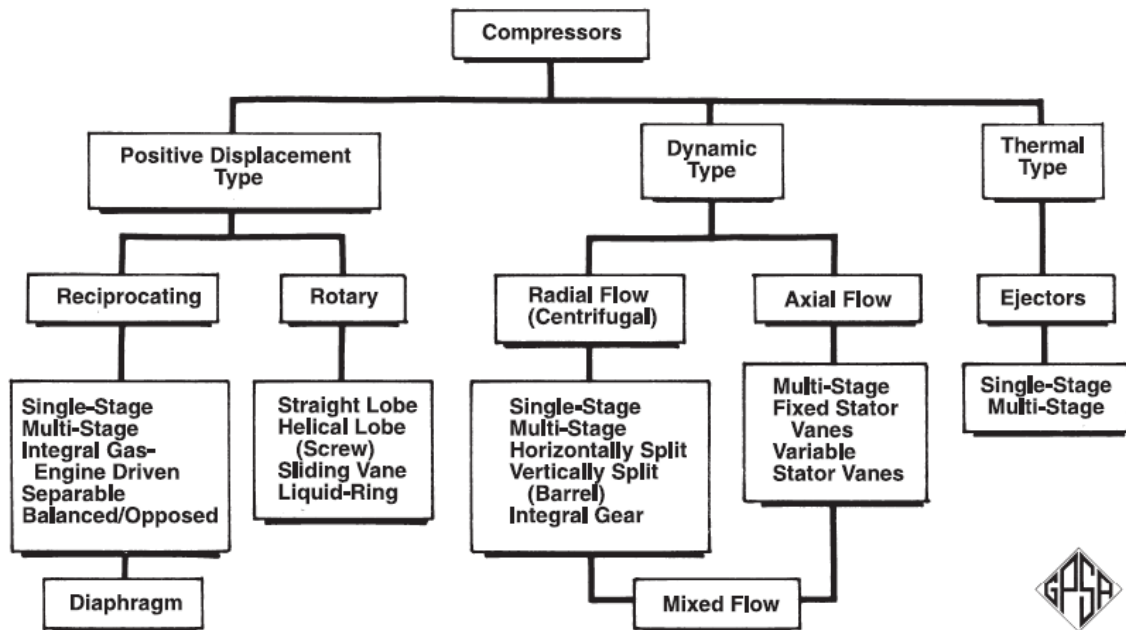 Compressors
Positive Displacement
Type
Dynamic
Type
Thermal
Type
Reciprocating
Rotary
Radial Flow
(Centrifugal)
Axial Flow
Ejectors
Single-Stage
Multi-Stage
Integral Gas-
Engine Driven
Separable
Balanced/Opposed
Straight Lobe
Helical Lobe
(Screw)
Sliding Vane
Liquid-Ring
Single-Stage
Multi-Stage
Horizontally Split
Vertically Split
(Barrel)
Integral Gear
Multi-Stage
Fixed Stator
Vanes
Variable
Stator Vanes
Single-Stage
Multi-Stage
Diaphragm
Mixed Flow
GPSA